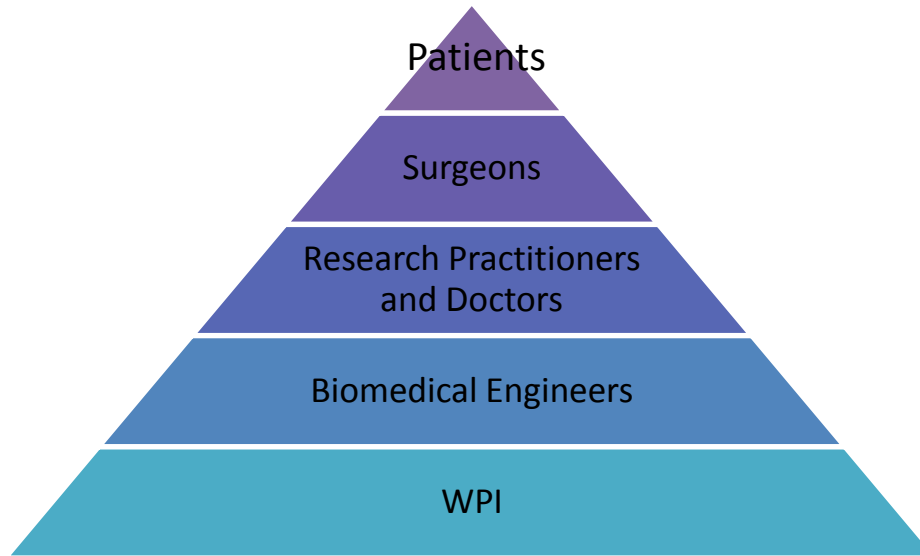 Patients
Surgeons
Research Practitioners
and Doctors
Biomedical Engineers
WPI